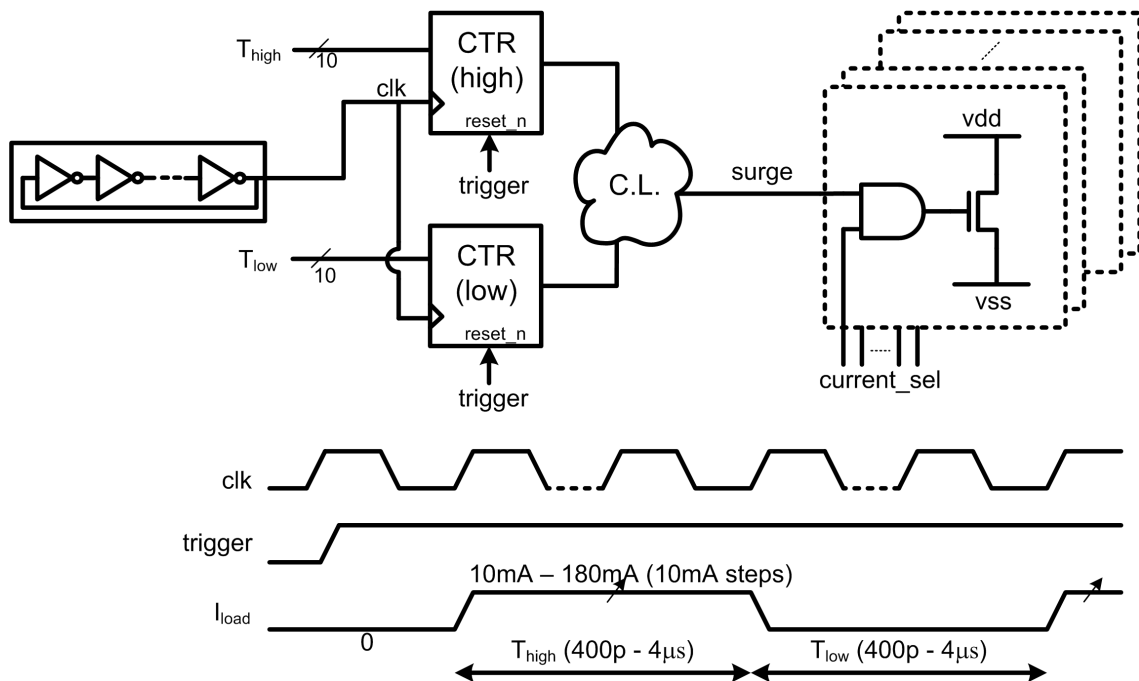 T_high
10
CTR
(high)
clk
reset_n
trigger
C.L.
surge
vdd
vss
T_low
10
CTR
(low)
reset_n
trigger
current_sel
clk
trigger
10mA – 180mA (10mA steps)
I_load
0
T_high (400p - 4μs)
T_low (400p - 4μs)